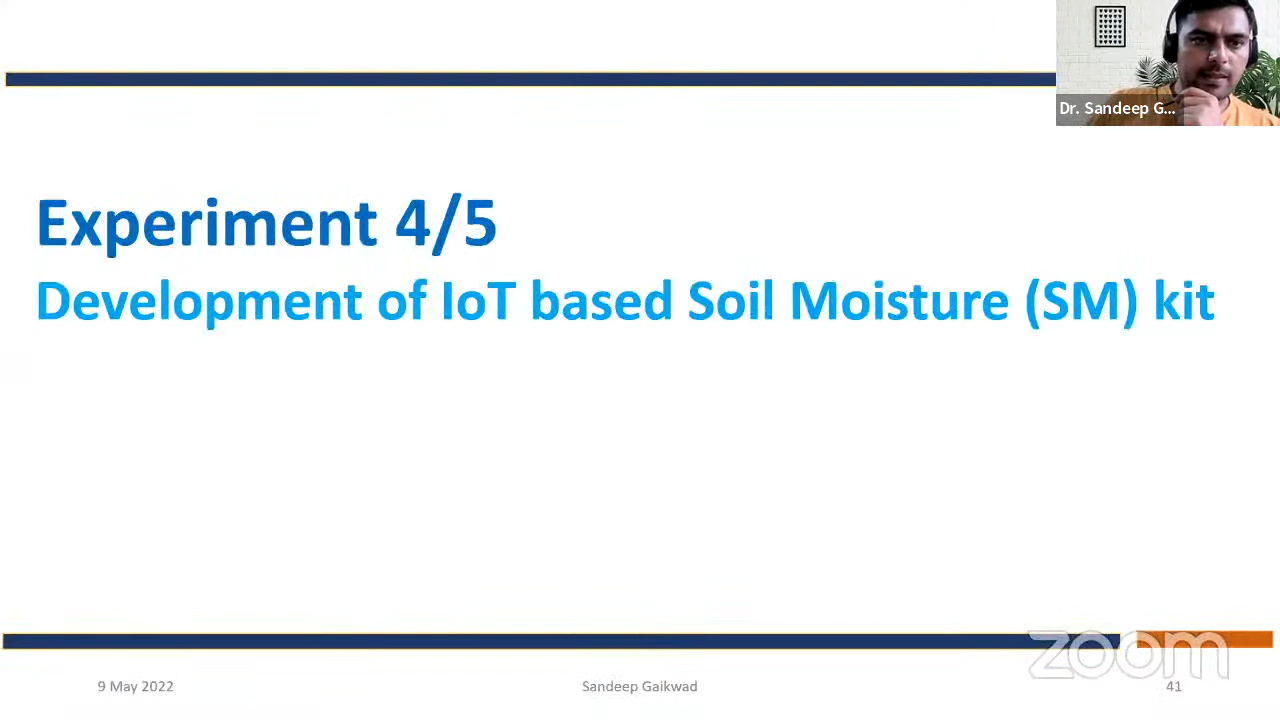 Dr. Sandeep G...
Experiment 4/5
Development of IoT based Soil Moisture (SM) kit
zoom
9 May 2022
Sandeep Gaikwad
41